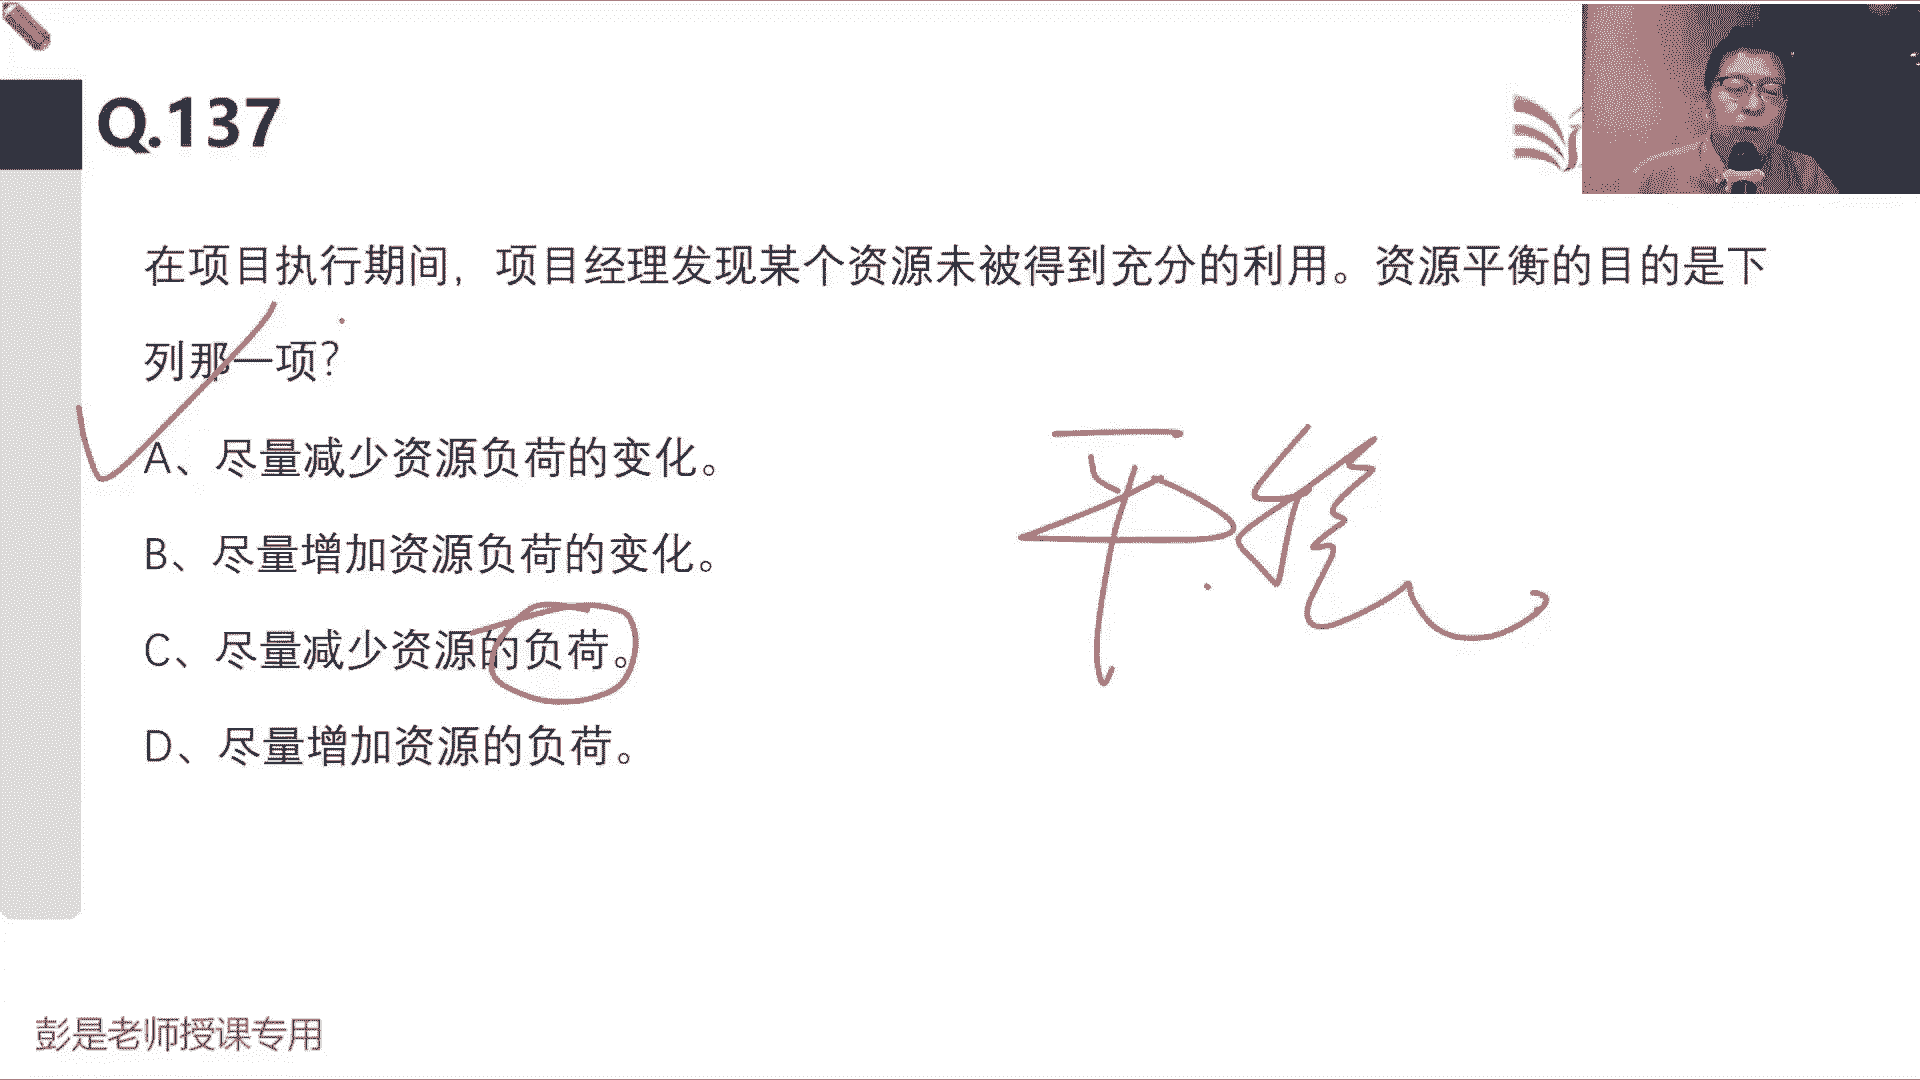 Q.137
在项目执行期间，项目经理发现某个资源未被得到充分的利用。资源平衡的目的是下
列那一项？
A、尽量减少资源负荷的变化。
B、尽量增加资源负荷的变化。
平稳
C、尽量减少资源的负荷。
D、尽量增加资源的负荷。
彭是老师授课专用